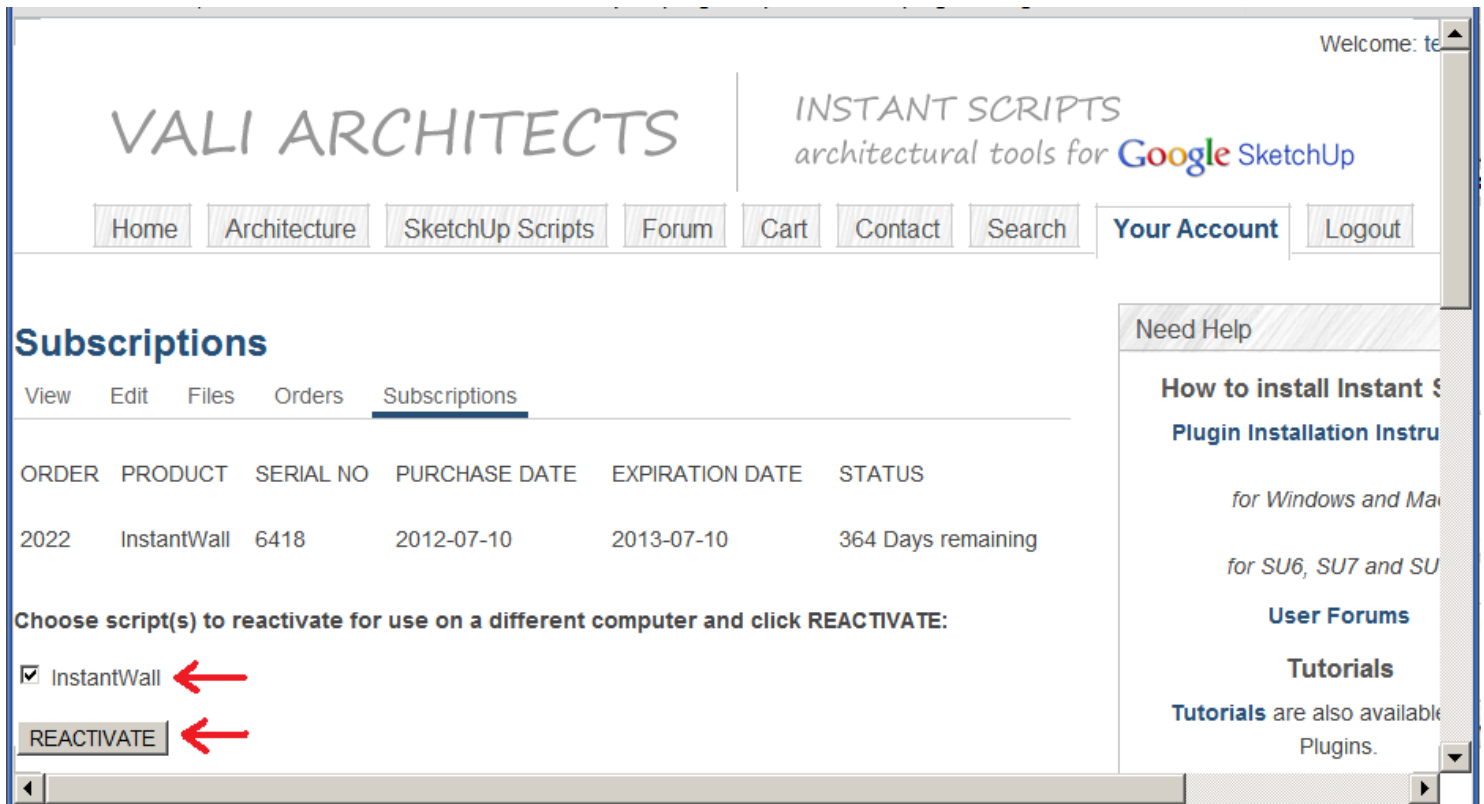 Welcome:
VALI ARCHITECTS
INSTANT SCRIPTS
architectural tools for Google SketchUp
Home Architecture SketchUp Scripts Forum Cart Contact Search Your Account Logout
Subscriptions
View Edit Files Orders Subscriptions
ORDER PRODUCT SERIAL NO PURCHASE DATE EXPIRATION DATE STATUS
2022 InstantWall 6418 2012-07-10 2013-07-10 364 Days remaining
Choose script(s) to reactivate for use on a different computer and click REACTIVATE:
InstantWall
REACTIVATE
Need Help
How to install Instant
Plugin Installation
for Windows and
for SU6, SU7 and
User Forums
Tutorials
Tutorials are also available
Plugins.